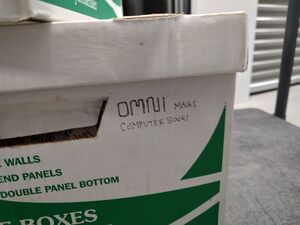 OMNI MAGS
COMPUTER BOOKS
WALLS
END PANELS
DOUBLE PANEL BOTTOM
BOXES